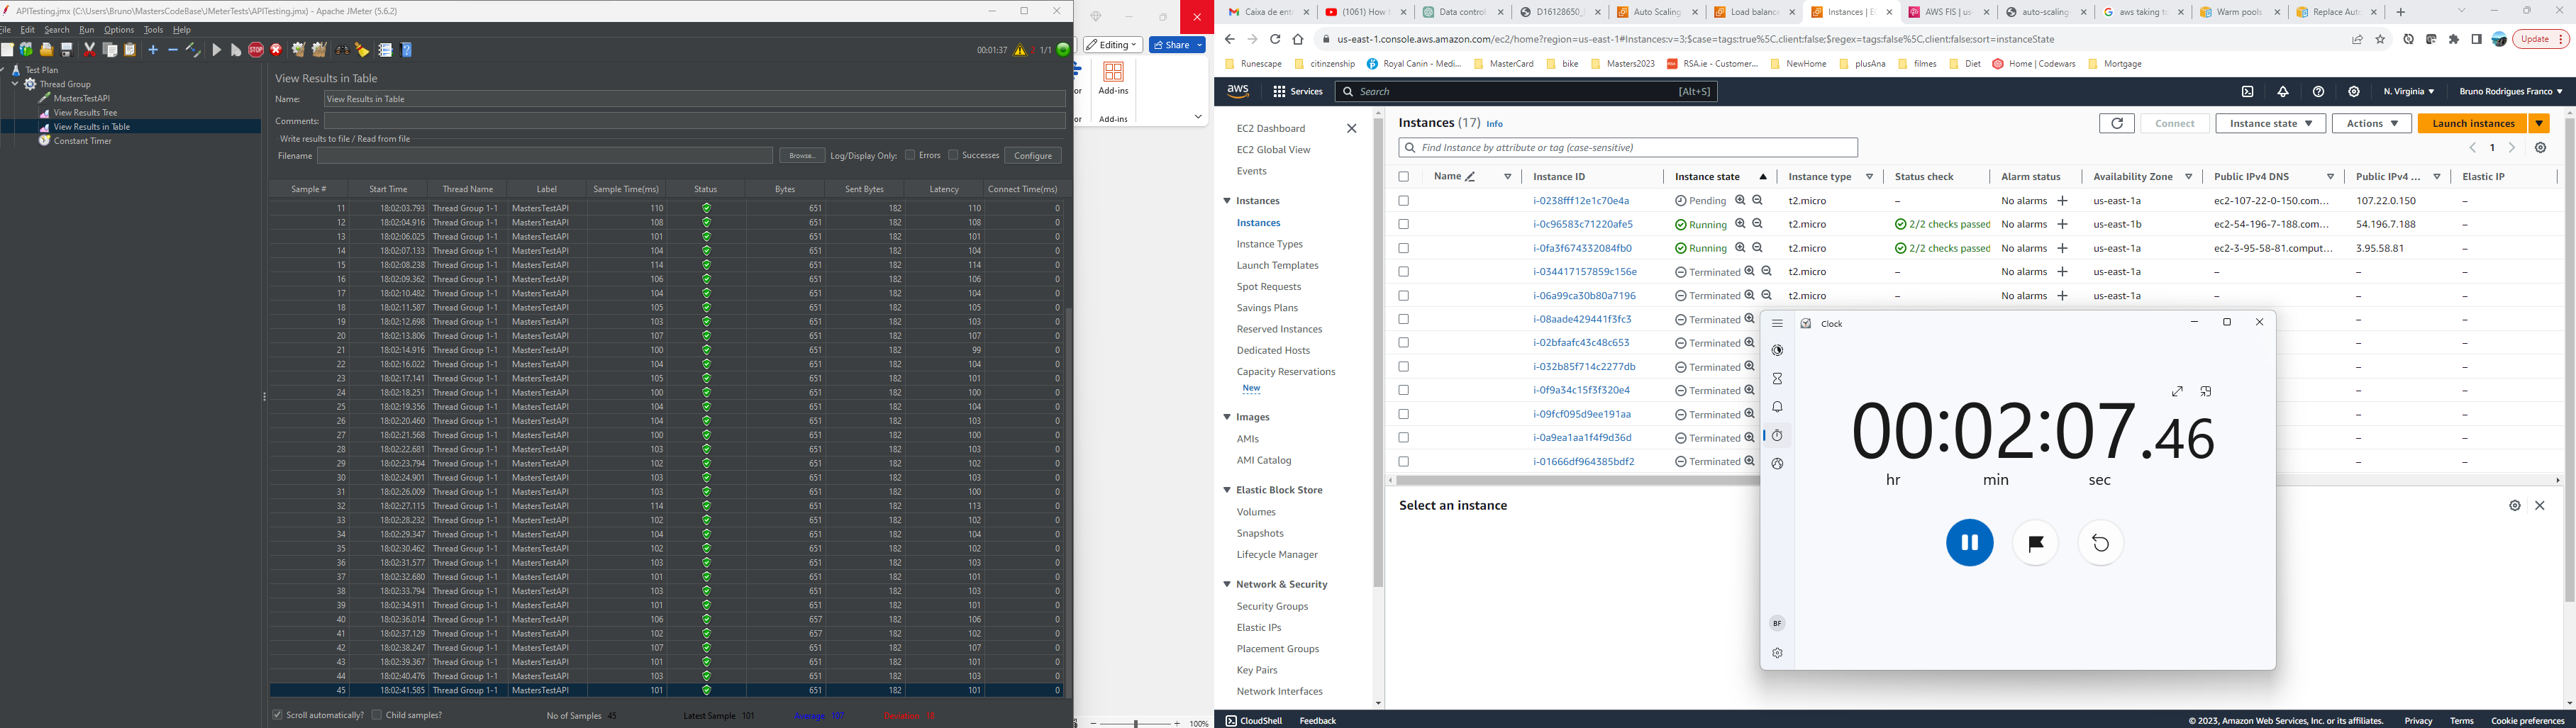 APITesting.jmx (C:\Users\Bruno\MastersCodeBase\JMeterTests\APITesting.jmx) - Apache JMeter (5.6.2)
File Edit Search Run Options Tools Help
00:01:37 2 1/1
Test Plan
Thread Group
MastersTestAPI
View Results Tree
View Results in Table
Constant Timer
View Results in Table
Name: View Results in Table
Comments:
Write results to file / Read from file
Filename Browse... Log/Display Only: Errors Successes Configure
Sample # Start Time Thread Name Label Sample Time(ms) Status Bytes Sent Bytes Latency Connect Time(ms)
11 18:02:03.793 Thread Group 1-1 MastersTestAPI 110 651 182 110 0
12 18:02:04.916 Thread Group 1-1 MastersTestAPI 108 651 182 108 0
13 18:02:06.025 Thread Group 1-1 MastersTestAPI 101 651 182 101 0
14 18:02:07.133 Thread Group 1-1 MastersTestAPI 104 651 182 104 0
15 18:02:08.238 Thread Group 1-1 MastersTestAPI 114 651 182 114 0
16 18:02:09.362 Thread Group 1-1 MastersTestAPI 106 651 182 106 0
17 18:02:10.482 Thread Group 1-1 MastersTestAPI 104 651 182 104 0
18 18:02:11.587 Thread Group 1-1 MastersTestAPI 105 651 182 105 0
19 18:02:12.698 Thread Group 1-1 MastersTestAPI 103 651 182 103 0
20 18:02:13.806 Thread Group 1-1 MastersTestAPI 107 651 182 107 0
21 18:02:14.916 Thread Group 1-1 MastersTestAPI 100 651 182 99 0
22 18:02:16.022 Thread Group 1-1 MastersTestAPI 104 651 182 104 0
23 18:02:17.141 Thread Group 1-1 MastersTestAPI 105 651 182 101 0
24 18:02:18.251 Thread Group 1-1 MastersTestAPI 100 651 182 100 0
25 18:02:19.356 Thread Group 1-1 MastersTestAPI 104 651 182 104 0
26 18:02:20.460 Thread Group 1-1 MastersTestAPI 104 651 182 103 0
27 18:02:21.568 Thread Group 1-1 MastersTestAPI 100 651 182 100 0
28 18:02:22.681 Thread Group 1-1 MastersTestAPI 103 651 182 103 0
29 18:02:23.794 Thread Group 1-1 MastersTestAPI 102 651 182 102 0
30 18:02:24.901 Thread Group 1-1 MastersTestAPI 103 651 182 103 0
31 18:02:26.009 Thread Group 1-1 MastersTestAPI 103 651 182 100 0
32 18:02:27.115 Thread Group 1-1 MastersTestAPI 114 651 182 113 0
33 18:02:28.232 Thread Group 1-1 MastersTestAPI 102 651 182 102 0
34 18:02:29.347 Thread Group 1-1 MastersTestAPI 104 651 182 104 0
35 18:02:30.462 Thread Group 1-1 MastersTestAPI 102 651 182 102 0
36 18:02:31.577 Thread Group 1-1 MastersTestAPI 103 651 182 103 0
37 18:02:32.680 Thread Group 1-1 MastersTestAPI 101 651 182 101 0
38 18:02:33.794 Thread Group 1-1 MastersTestAPI 103 651 182 103 0
39 18:02:34.911 Thread Group 1-1 MastersTestAPI 101 651 182 101 0
40 18:02:36.014 Thread Group 1-1 MastersTestAPI 106 657 182 106 0
41 18:02:37.129 Thread Group 1-1 MastersTestAPI 102 657 182 102 0
42 18:02:38.247 Thread Group 1-1 MastersTestAPI 107 651 182 107 0
43 18:02:39.367 Thread Group 1-1 MastersTestAPI 101 651 182 101 0
44 18:02:40.476 Thread Group 1-1 MastersTestAPI 103 651 182 103 0
45 18:02:41.585 Thread Group 1-1 MastersTestAPI 101 651 182 101 0
Scroll automatically? Child samples? No of Samples 45 Latest Sample 101 Average 107 Deviation 18
Editing Share
or Add-ins
or Add-ins
100%
Caixa de ent (1061) How Data control D16128650_ Auto Scaling Load balanc Instances | E AWS FIS | us- auto-scaling aws taking t Warm pools Replace Aut
us-east-1.console.aws.amazon.com/ec2/home?region=us-east-1#Instances:v=3;$case=tags:true%5C,client:false;$regex=tags:false%5C,client:false;sort=instanceState Update
Runescape citinzenship Royal Canin - Medi... MasterCard bike Masters2023 RSA.ie - Customer... NewHome plusAna filmes Diet Home | Codewars Mortgage
aws Services Search [Alt+S] N. Virginia Bruno Rodrigues Franco
EC2 Dashboard
EC2 Global View
Events
Instances
Instances
Instance Types
Launch Templates
Spot Requests
Savings Plans
Reserved Instances
Dedicated Hosts
Capacity Reservations
New
Images
AMIs
AMI Catalog
Elastic Block Store
Volumes
Snapshots
Lifecycle Manager
Network & Security
Security Groups
Elastic IPs
Placement Groups
Key Pairs
Network Interfaces
Instances (17) Info Connect Instance state Actions Launch instances
Find Instance by attribute or tag (case-sensitive) 1
Name Instance ID Instance state Instance type Status check Alarm status Availability Zone Public IPv4 DNS Public IPv4 ... Elastic IP
i-0238fff12e1c70e4a Pending t2.micro – No alarms us-east-1a ec2-107-22-0-150.com... 107.22.0.150 –
i-0c96583c71220afe5 Running t2.micro 2/2 checks passed No alarms us-east-1b ec2-54-196-7-188.com... 54.196.7.188 –
i-0fa3f674332084fb0 Running t2.micro 2/2 checks passed No alarms us-east-1a ec2-3-95-58-81.comput... 3.95.58.81 –
i-034417157859c156e Terminated t2.micro – No alarms us-east-1a – – –
i-06a99ca30b80a7196 Terminated t2.micro – No alarms us-east-1a – – –
i-08aade429441f3fc3 Terminated – –
i-02bfaafc43c48c653 Terminated – –
i-032b85f714c2277db Terminated – –
i-0f9a34c15f3f320e4 Terminated – –
i-09fcf095d9ee191aa Terminated – –
i-0a9ea1aa1f4f9d36d Terminated – –
i-01666df964385bdf2 Terminated – –
Select an instance
Clock
00:02:07.46
hr min sec
BF
CloudShell Feedback © 2023, Amazon Web Services, Inc. or its affiliates. Privacy Terms Cookie preferences